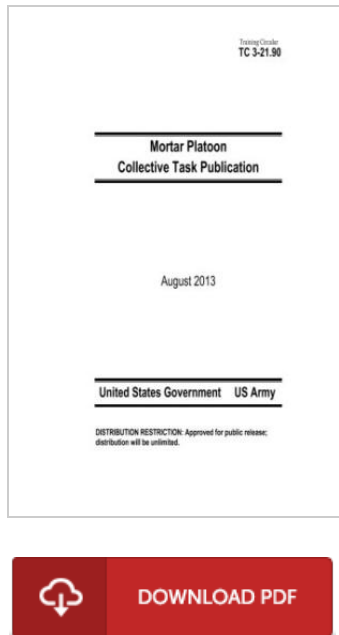 Training Circular
TC 3-21.90
Mortar Platoon
Collective Task Publication
August 2013
United States Government US Army
DISTRIBUTION RESTRICTION: Approved for public release;
distribution will be unlimited.
DOWNLOAD PDF